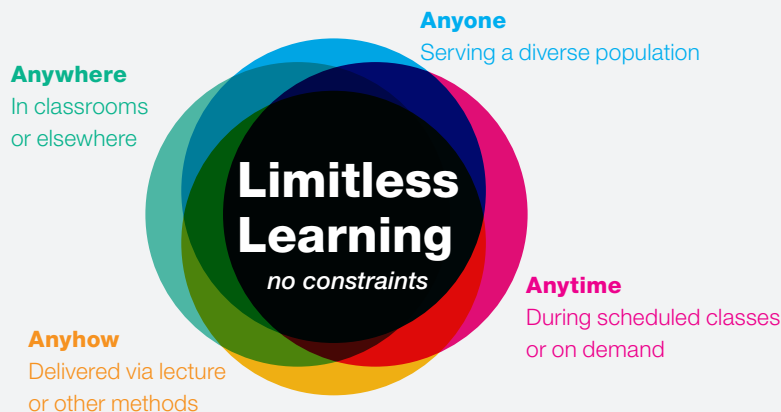 Anyone
Serving a diverse population
Anywhere
In classrooms
or elsewhere
Limitless
Learning
no constraints
Anytime
During scheduled classes
or on demand
Anyhow
Delivered via lecture
or other methods